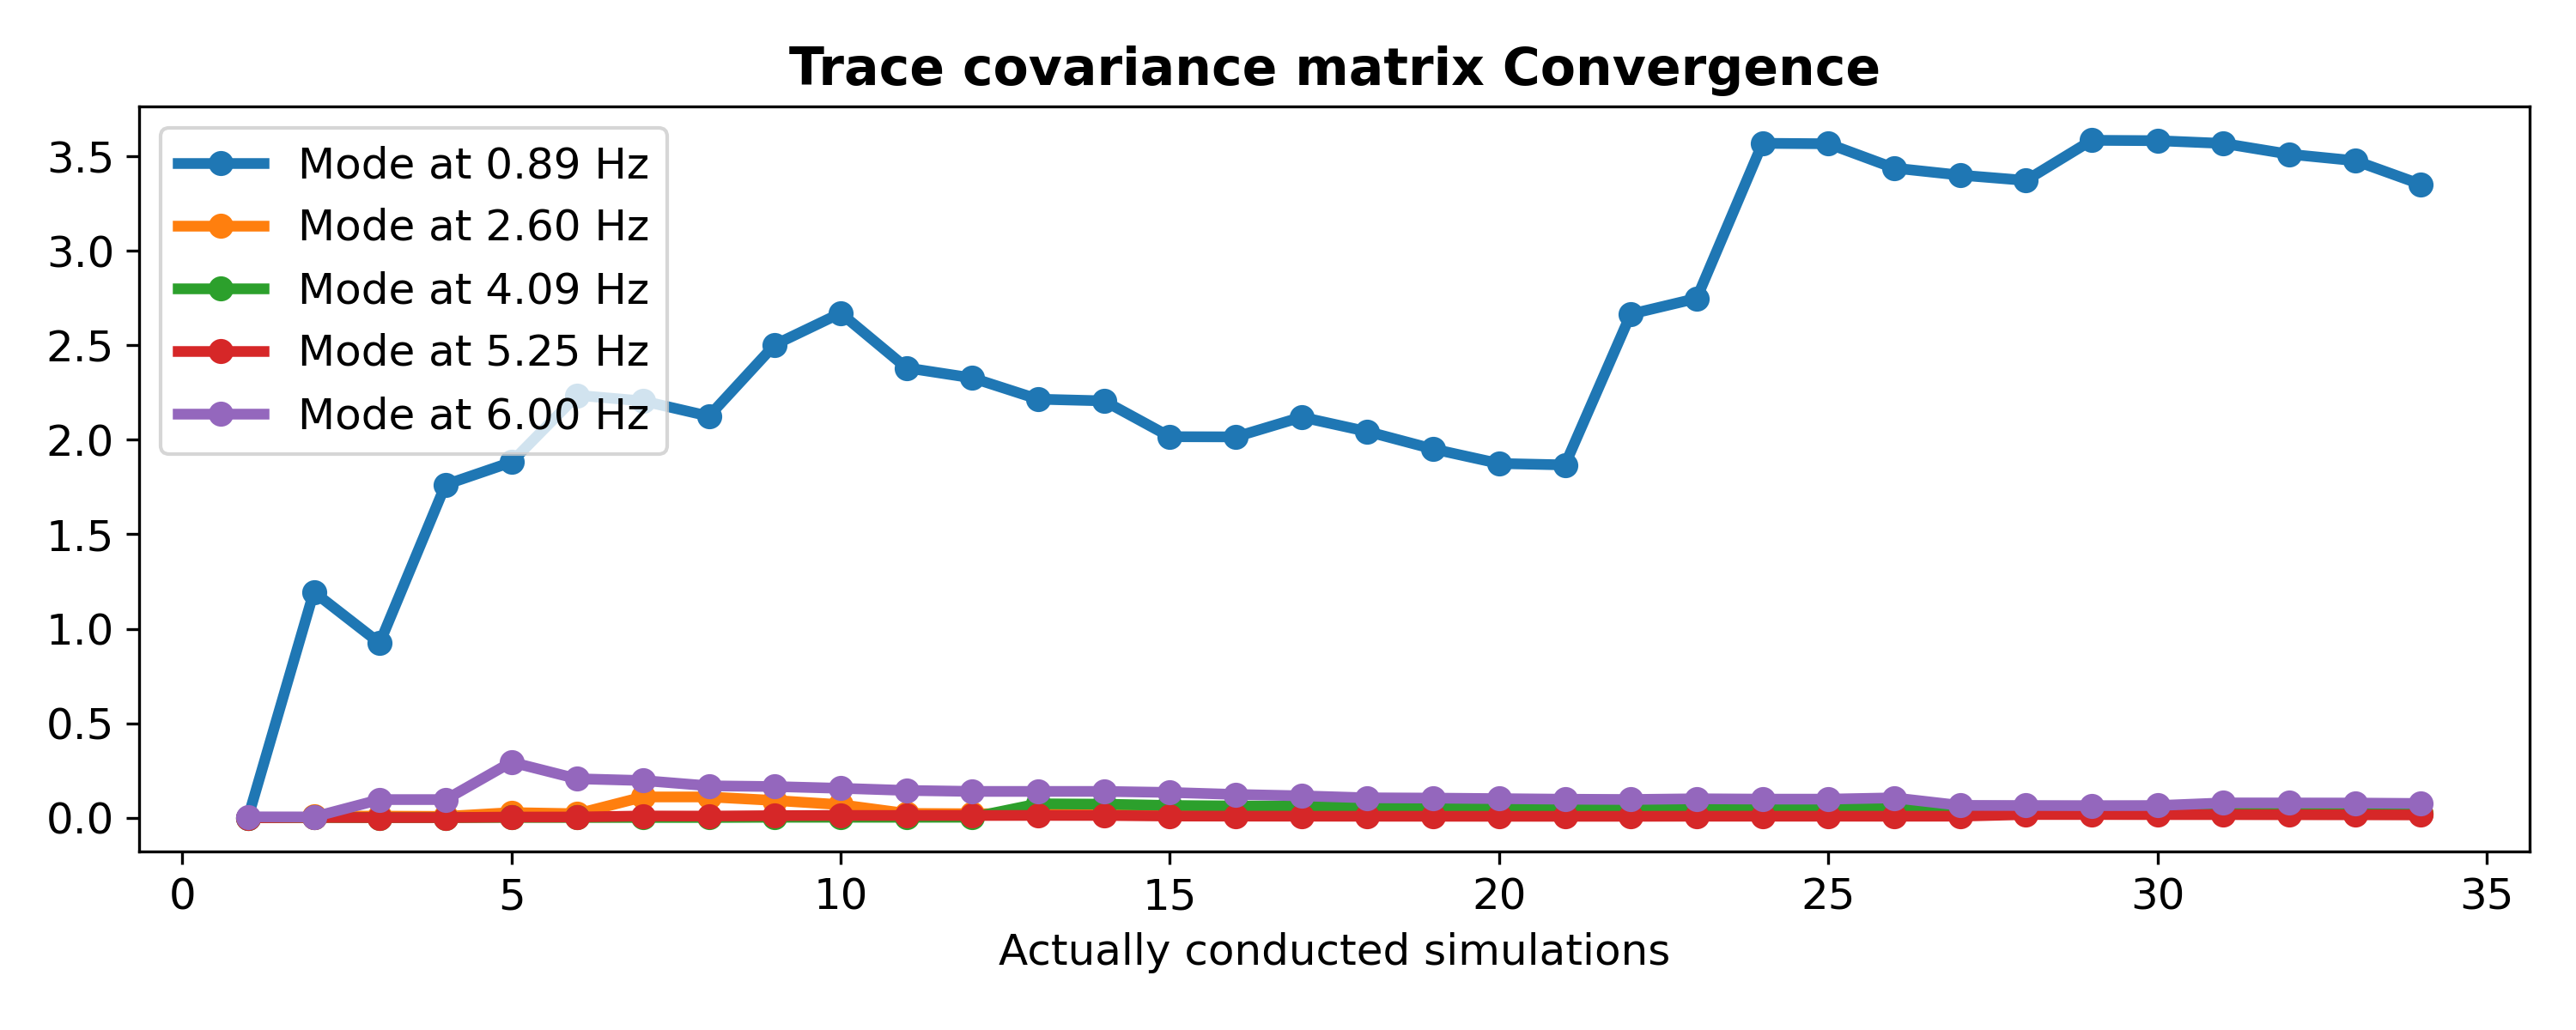 Trace covariance matrix Convergence
3.5
3.0
2.5
2.0
1.5
1.0
0.5
0.0
Mode at 0.89 Hz
Mode at 2.60 Hz
Mode at 4.09 Hz
Mode at 5.25 Hz
Mode at 6.00 Hz
0 5 10 15 20 25 30 35
Actually conducted simulations